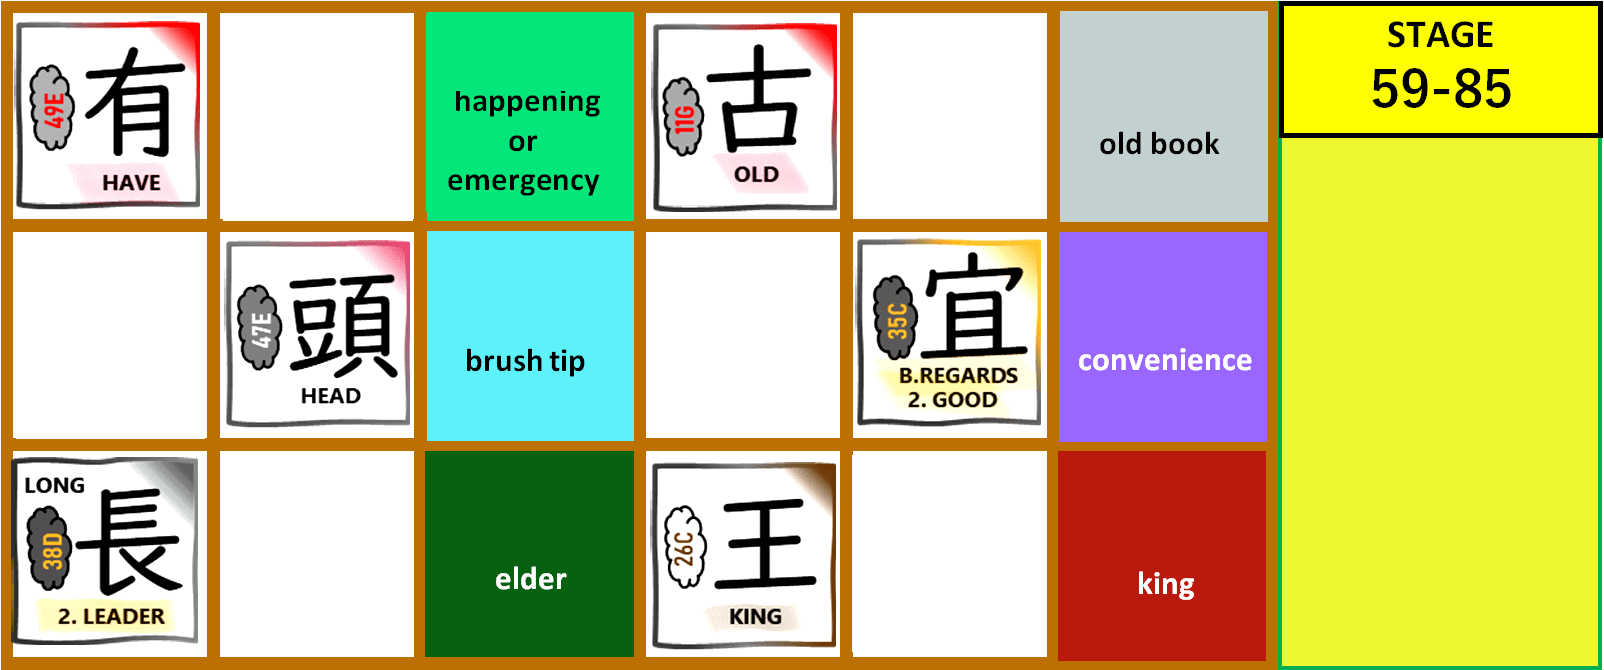 49E
有
HAVE
happening
or
emergency
11G
古
OLD
old book
STAGE
59-85
47E
頭
HEAD
brush tip
35C
宜
B.REGARDS
2. GOOD
convenience
LONG
38D
長
2. LEADER
elder
26C
王
KING
king